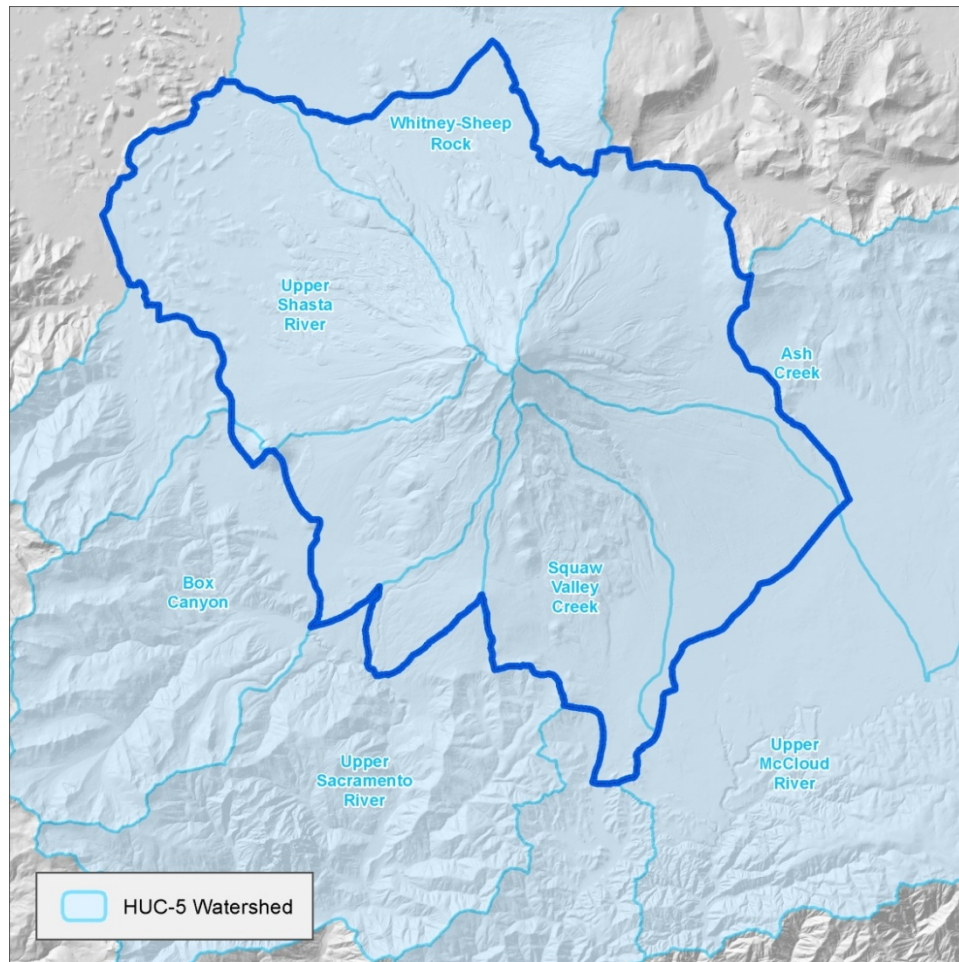 Whitney-Sheep
Rock
Upper
Shasta
River
Ash
Creek
Box
Canyon
Squaw
Valley
Creek
Upper
Sacramento
River
Upper
McCloud
River
HUC-5 Watershed